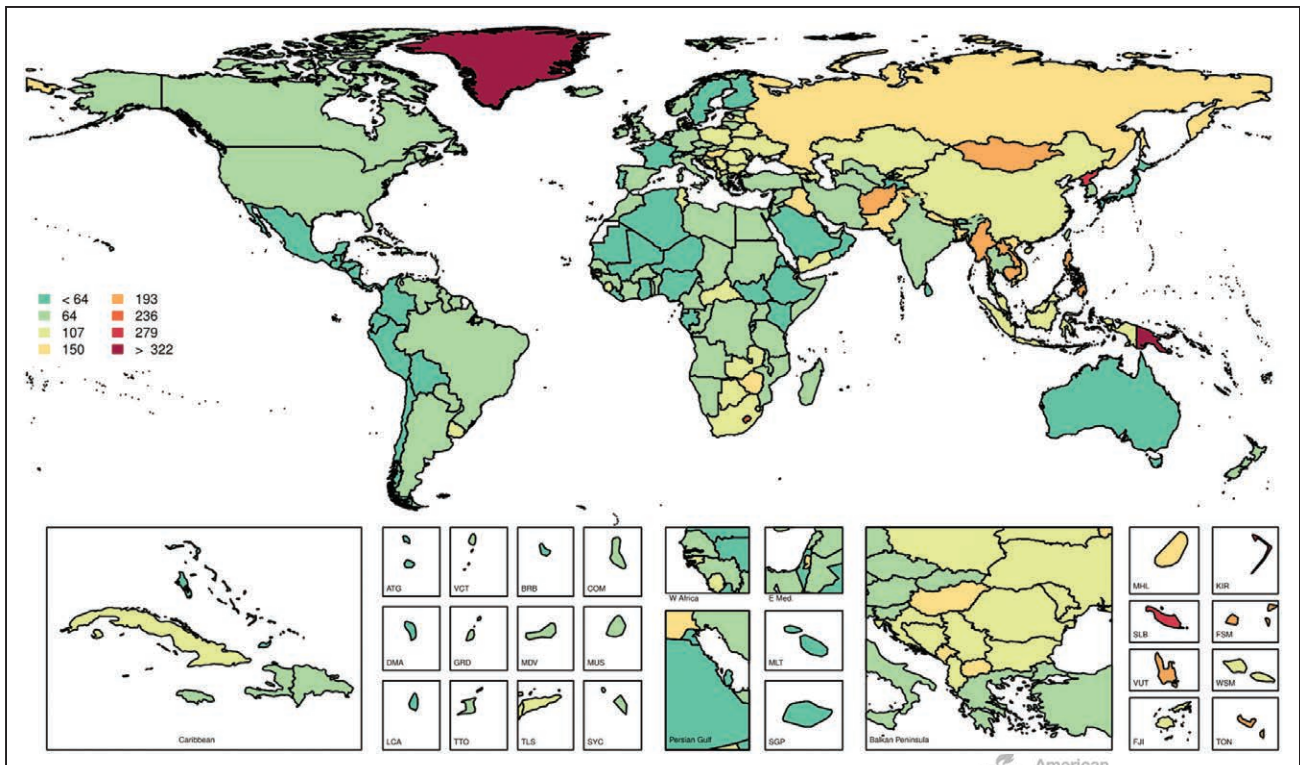 < 64
193
64
236
107
279
150
> 322
ATG
VCT
BRB
COM
W Africa
E Med.
MHL
KIR
DMA
GRD
MDV
MUS
MLT
SLB
FSM
VUT
WSM
Caribbean
LCA
TTO
TLS
SYC
Persian Gulf
SGP
Balkan Peninsula
FJI
TON
American